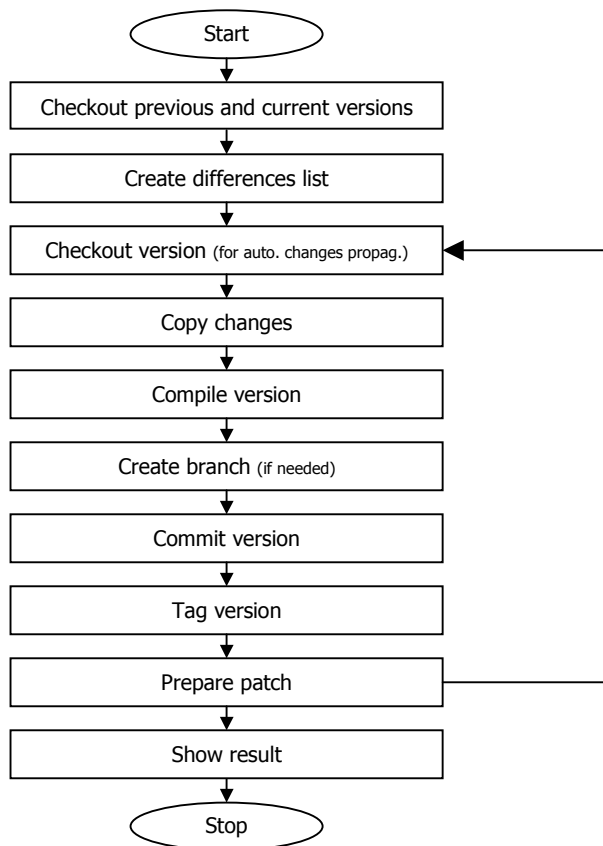 Start
Checkout previous and current versions
Create differences list
Checkout version (for auto. changes propag.)
Copy changes
Compile version
Create branch (if needed)
Commit version
Tag version
Prepare patch
Show result
Stop